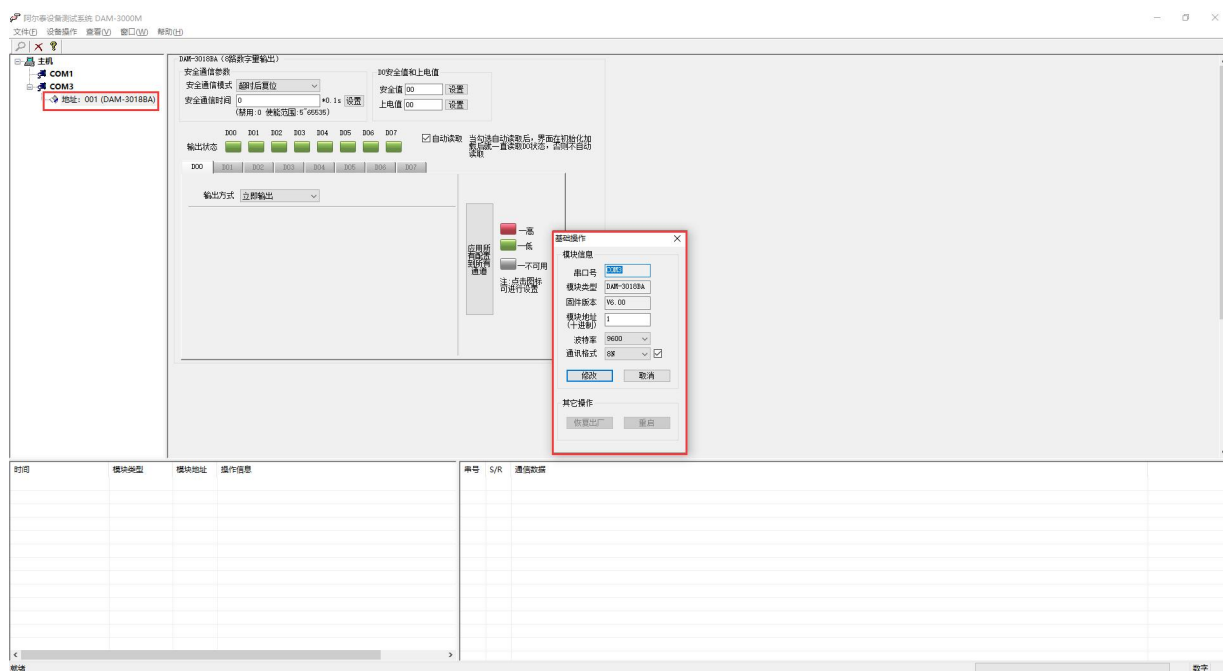 阿尔泰设备测试系统 DAM-3000M
文件(F) 设备操作 查看(V) 窗口(W) 帮助(H)
主机
COM1
COM3
地址：001 (DAM-3018BA)
DAM-3018BA（8路数字量输出）
安全通信参数
安全通信模式 超时后复位
安全通信时间 0 *0.1s 设置
(禁用:0 使能范围:5~65535)
DO安全值和上电值
安全值 00 设置
上电值 00 设置
DO0 DO1 DO2 DO3 DO4 DO5 DO6 DO7
输出状态
自动读取
当勾选自动读取后，界面在初始化加
载后就一直读取DO状态，否则不自动
读取
DO0 DO1 DO2 DO3 DO4 DO5 DO6 DO7
输出方式 立即输出
应用所
有配置
到所有
通道
—高
—低
—不可用
注:点击图标
可进行设置
基础操作
模块信息
串口号 COM3
模块类型 DAM-3018BA
固件版本 V6.00
模块地址
(十进制) 1
波特率 9600
通讯格式 8N
修改 取消
其它操作
恢复出厂 重启
时间 模块类型 模块地址 操作信息
串号 S/R 通信数据
就绪
数字